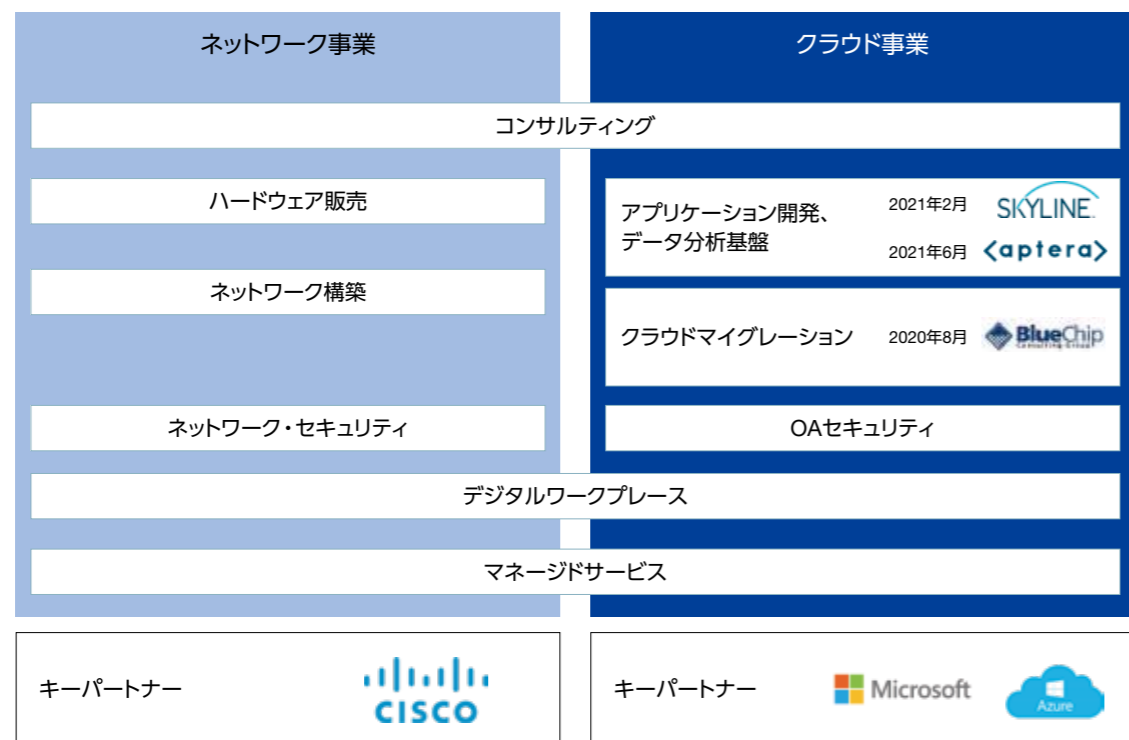 ネットワーク事業
クラウド事業
コンサルティング
ハードウェア販売
ネットワーク構築
ネットワーク・セキュリティ
アプリケーション開発、
データ分析基盤
2021年2月
SKYLINE
2021年6月
<aptera>
クラウドマイグレーション
2020年8月
BlueChip
Consulting Group
OAセキュリティ
デジタルワークプレース
マネージドサービス
キーパートナー
CISCO
キーパートナー
Microsoft
Azure